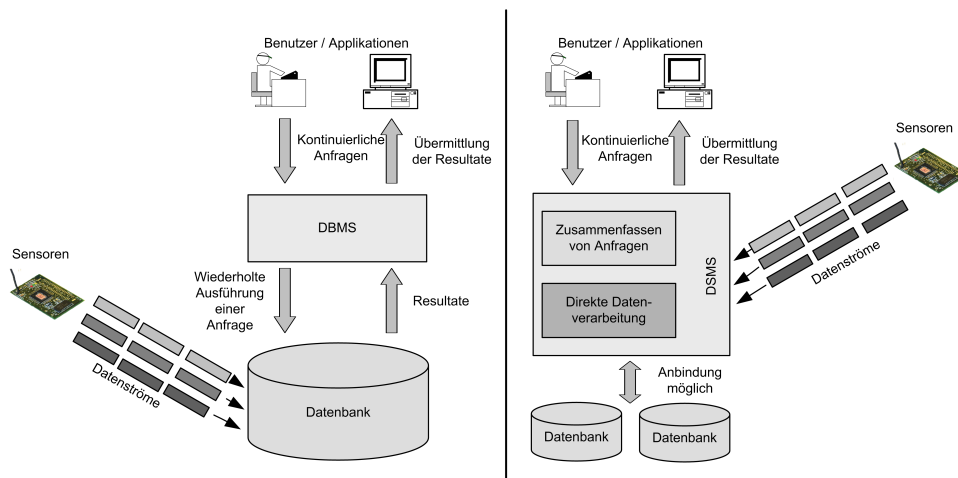 Benutzer / Applikationen
Kontinuierliche
Anfragen
Übermittlung
der Resultate
DBMS
Sensoren
Wiederholte
Ausführung
einer
Anfrage
Resultate
Datenströme
Datenbank
Benutzer / Applikationen
Kontinuierliche
Anfragen
Übermittlung
der Resultate
Sensoren
Zusammenfassen
von Anfragen
Direkte Daten-
verarbeitung
DSMS
Datenströme
Anbindung
möglich
Datenbank
Datenbank